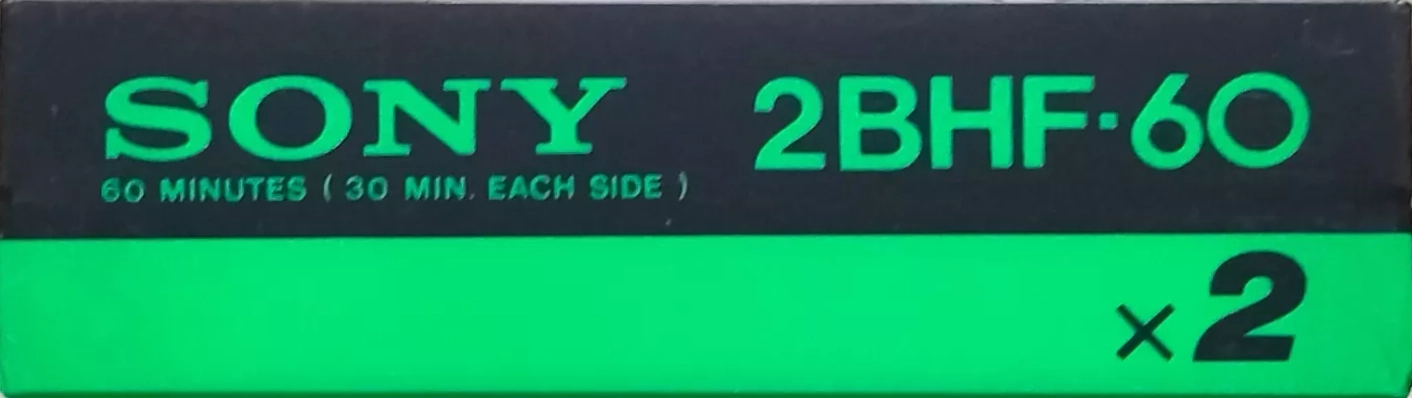 SONY 2BHF·60
60 MINUTES ( 30 MIN. EACH SIDE )
×2